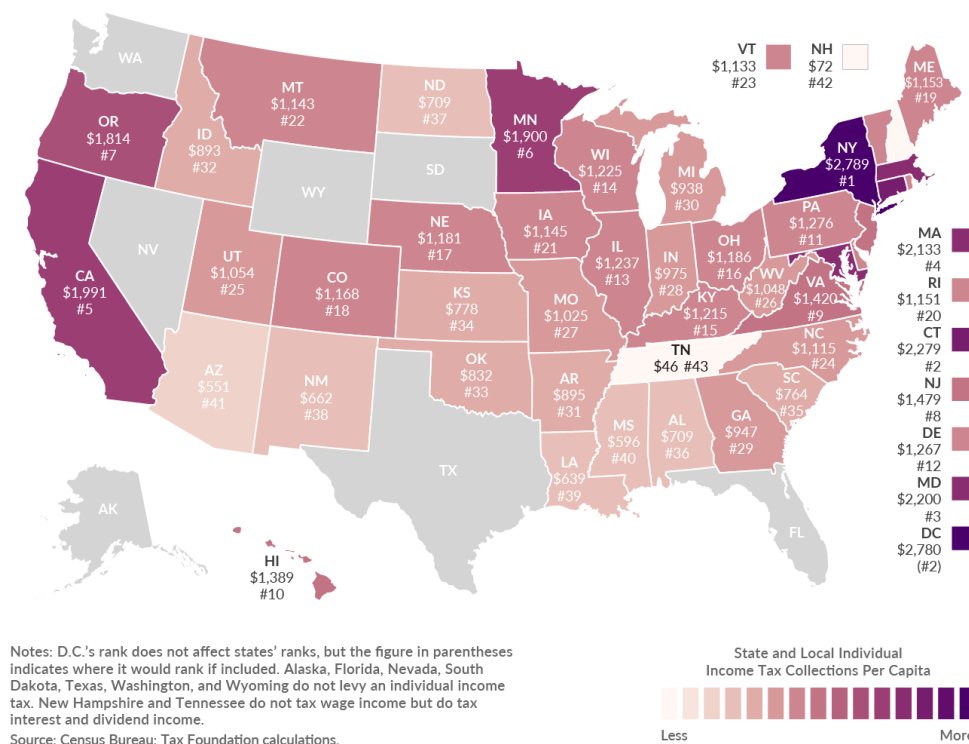 WA
VT
$1,133
#23
NH
$72
#42
ME
$1,153
#19
MT
$1,143
#22
ND
$709
#37
MN
$1,900
#6
OR
$1,814
#7
ID
$893
#32
WI
$1,225
#14
NY
$2,789
#1
SD
MI
$938
#30
WY
PA
$1,276
#11
NE
$1,181
#17
IA
$1,145
#21
NV
IL
$1,237
#13
IN
$975
#28
OH
$1,186
#16
MA
$2,133
#4
UT
$1,054
#25
CO
$1,168
#18
WV
$1,048
#26
VA
$1,420
#9
CA
$1,991
#5
KS
$778
#34
MO
$1,025
#27
KY
$1,215
#15
RI
$1,151
#20
NC
$1,115
#24
CT
$2,279
#2
TN
$46 #43
AZ
$551
#41
NM
$662
#38
OK
$832
#33
AR
$895
#31
SC
$764
#35
NJ
$1,479
#8
MS
$596
#40
AL
$709
#36
GA
$947
#29
DE
$1,267
#12
LA
$639
#39
TX
MD
$2,200
#3
AK
FL
DC
$2,780
(#2)
HI
$1,389
#10
Notes: D.C.'s rank does not affect states' ranks, but the figure in parentheses
indicates where it would rank if included. Alaska, Florida, Nevada, South
Dakota, Texas, Washington, and Wyoming do not levy an individual income
tax. New Hampshire and Tennessee do not tax wage income but do tax
interest and dividend income.
Source: Census Bureau; Tax Foundation calculations.
State and Local Individual
Income Tax Collections Per Capita
Less
More